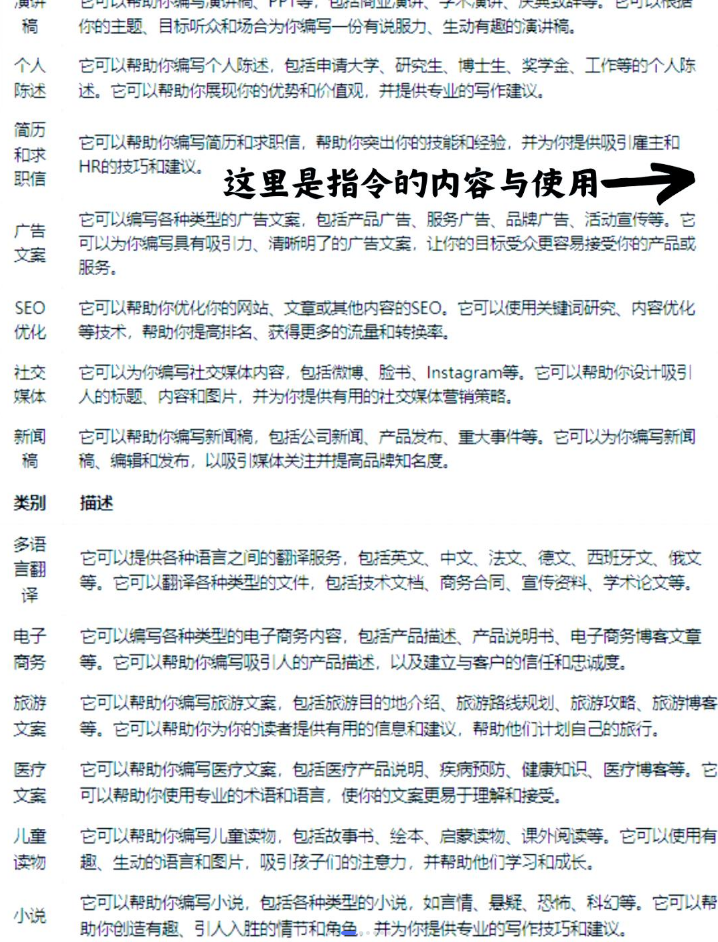 演讲 它可以帮助你编写演讲稿、PPT等，包括商业演讲、学术演讲、庆典致辞等。它可以根据
稿 你的主题、目标听众和场合为你编写一份有说服力、生动有趣的演讲稿。
个人 它可以帮助你编写个人陈述，包括申请大学、研究生、博士生、奖学金、工作等的个人陈
陈述 述。它可以帮助你展现你的优势和价值观，并提供专业的写作建议。
简历
和求
职信
它可以帮助你编写简历和求职信，帮助你突出你的技能和经验，并为你提供吸引雇主和
HR的技巧和建议。
这里是指令的内容与使用
广告
文案
它可以编写各种类型的广告文案，包括产品广告、服务广告、品牌广告、活动宣传等。它
可以为你编写具有吸引力、清晰明了的广告文案，让你的目标受众更容易接受你的产品或
服务。
SEO 它可以帮助你优化你的网站、文章或其他内容的SEO。它可以使用关键词研究、内容优化
优化 等技术，帮助你提高排名、获得更多的流量和转换率。
社交 它可以为你编写社交媒体内容，包括微博、脸书、Instagram等。它可以帮助你设计吸引
媒体 人的标题、内容和图片，并为你提供有用的社交媒体营销策略。
新闻 它可以帮助你编写新闻稿，包括公司新闻、产品发布、重大事件等。它可以为你编写新闻
稿 稿、编辑和发布，以吸引媒体关注并提高品牌知名度。
类别 描述
多语
言翻
译
它可以提供各种语言之间的翻译服务，包括英文、中文、法文、德文、西班牙文、俄文
等。它可以翻译各种类型的文件，包括技术文档、商务合同、宣传资料、学术论文等。
电子 它可以编写各种类型的电子商务内容，包括产品描述、产品说明书、电子商务博客文章
商务 等。它可以帮助你编写吸引人的产品描述，以及建立与客户的信任和忠诚度。
旅游 它可以帮助你编写旅游文案，包括旅游目的地介绍、旅游路线规划、旅游攻略、旅游博客
文案 等。它可以帮助你为你的读者提供有用的信息和建议，帮助他们计划自己的旅行。
医疗 它可以帮助你编写医疗文案，包括医疗产品说明、疾病预防、健康知识、医疗博客等。它
文案 可以帮助你使用专业的术语和语言，使你的文案更易于理解和接受。
儿童 它可以帮助你编写儿童读物，包括故事书、绘本、启蒙读物、课外阅读等。它可以使用有
读物 趣、生动的语言和图片，吸引孩子们的注意力，并帮助他们学习和成长。
小说
它可以帮助你编写小说，包括各种类型的小说，如言情、悬疑、恐怖、科幻等。它可以帮
助你创造有趣、引人入胜的情节和角色，并为你提供专业的写作技巧和建议。